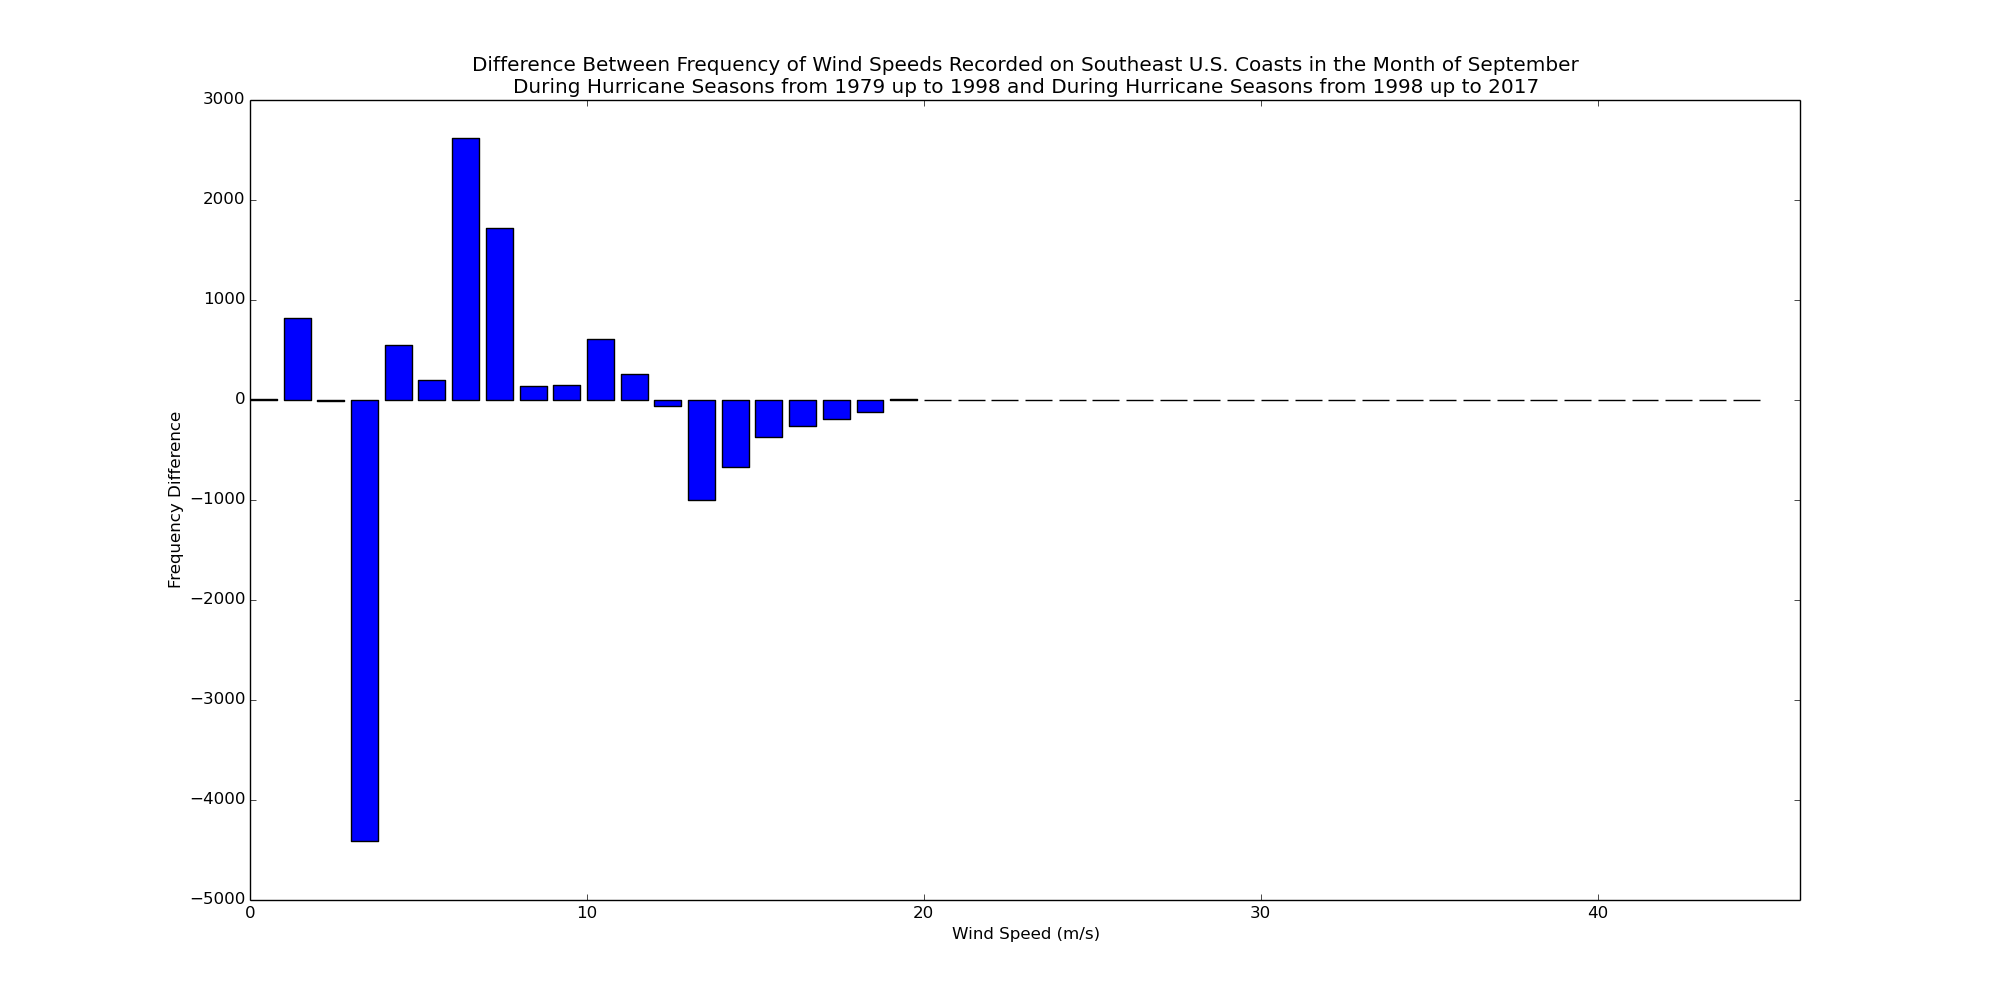 Difference Between Frequency of Wind Speeds Recorded on Southeast U.S. Coasts in the Month of September
During Hurricane Seasons from 1979 up to 1998 and During Hurricane Seasons from 1998 up to 2017
3000
2000
1000
0
−1000
−2000
−3000
−4000
−5000
Frequency Difference
0 10 20 30 40
Wind Speed (m/s)